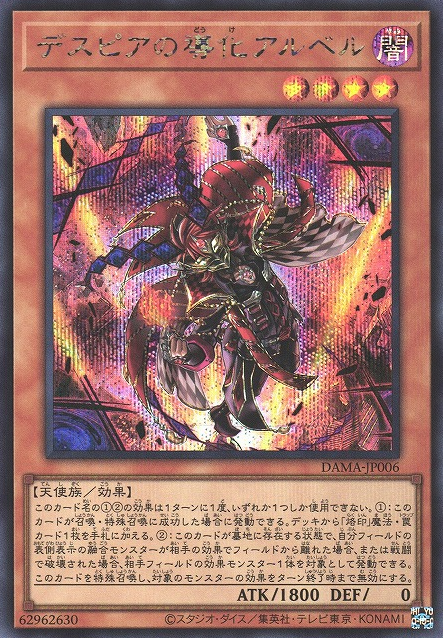 デスピアの導化アルベル
闇
DAMA-JP006
【天使族／効果】
このカード名の①②の効果は1ターンに1度、いずれか1つしか使用できない。①：こ
のカードが召喚・特殊召喚に成功した場合に発動できる。デッキから「烙印」魔法・罠
カード1枚を手札に加える。②：このカードが墓地に存在する状態で、自分フィールドの
表側表示の融合モンスターが相手の効果でフィールドから離れた場合、または戦闘
で破壊された場合、相手フィールドの効果モンスター1体を対象として発動できる。
このカードを特殊召喚し、対象のモンスターの効果をターン終了時まで無効にする。
ATK/1800 DEF/ 0
62962630
©スタジオ・ダイス／集英社・テレビ東京・KONAMI